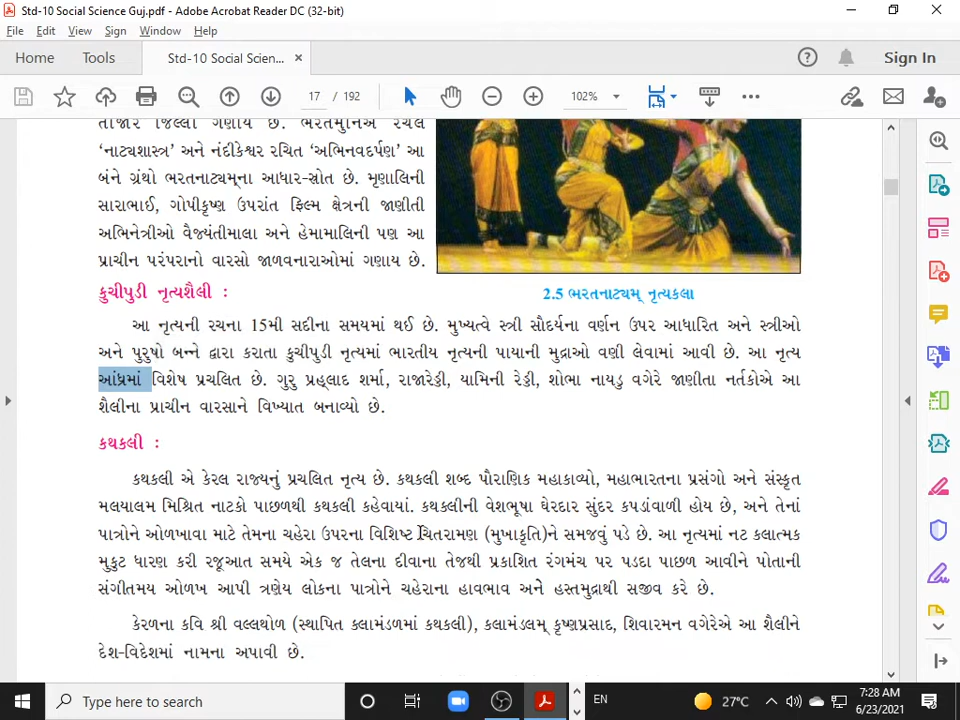 Std-10 Social Science Guj.pdf - Adobe Acrobat Reader DC (32-bit)
File Edit View Sign Window Help
Home Tools Std-10 Social Scien... × Sign In
17 / 192 102%
તાંજોર જિલ્લો ગણાય છે. ભરતમુનિએ રચેલ
‘નાટ્યશાસ્ત્ર’ અને નંદીકેશ્વર રચિત ‘અભિનવદર્પણ’ આ
બંને ગ્રંથો ભરતનાટ્યમ્‌ના આધાર-સ્રોત છે. મૃણાલિની
સારાભાઈ, ગોપીકૃષ્ણ ઉપરાંત ફિલ્મ ક્ષેત્રની જાણીતી
અભિનેત્રીઓ વૈજ્યંતીમાલા અને હેમામાલિની પણ આ
પ્રાચીન પરંપરાનો વારસો જાળવનારાઓમાં ગણાય છે.
2.5 ભરતનાટ્યમ્ નૃત્યકલા
કુચીપુડી નૃત્યશૈલી :
આ નૃત્યની રચના 15મી સદીના સમયમાં થઈ છે. મુખ્યત્વે સ્ત્રી સૌદર્યના વર્ણન ઉપર આધારિત અને સ્ત્રીઓ
અને પુરુષો બન્ને દ્વારા કરાતા કુચીપુડી નૃત્યમાં ભારતીય નૃત્યની પાયાની મુદ્રાઓ વણી લેવામાં આવી છે. આ નૃત્ય
આંધ્રમાં વિશેષ પ્રચલિત છે. ગુરુ પ્રહ્‌લાદ શર્મા, રાજારેડ્ડી, યામિની રેડ્ડી, શોભા નાયડુ વગેરે જાણીતા નર્તકોએ આ
શૈલીના પ્રાચીન વારસાને વિખ્યાત બનાવ્યો છે.
કથકલી :
કથકલી એ કેરલ રાજ્યનું પ્રચલિત નૃત્ય છે. કથકલી શબ્દ પૌરાણિક મહાકાવ્યો, મહાભારતના પ્રસંગો અને સંસ્કૃત
મલયાલમ મિશ્રિત નાટકો પાછળથી કથકલી કહેવાયાં. કથકલીની વેશભૂષા ઘેરદાર સુંદર કપડાંવાળી હોય છે, અને તેનાં
પાત્રોને ઓળખાવા માટે તેમના ચહેરા ઉપરના વિશિષ્ટ ચિતરામણ (મુખાકૃતિ)ને સમજવું પડે છે. આ નૃત્યમાં નટ કલાત્મક
મુકુટ ધારણ કરી રજૂઆત સમયે એક જ તેલના દીવાના તેજથી પ્રકાશિત રંગમંચ પર પડદા પાછળ આવીને પોતાની
સંગીતમય ઓળખ આપી ત્રણેય લોકના પાત્રોને ચહેરાના હાવભાવ અને હસ્તમુદ્રાથી સજીવ કરે છે.
કેરળના કવિ શ્રી વલ્લથોળ (સ્થાપિત ક્લામંડળમાં કથકલી), કલામંડલમ્ કૃષ્ણપ્રસાદ, શિવારમન વગેરેએ આ શૈલીને
દેશ-વિદેશમાં નામના અપાવી છે.
Type here to search EN 27°C 7:28 AM
6/23/2021